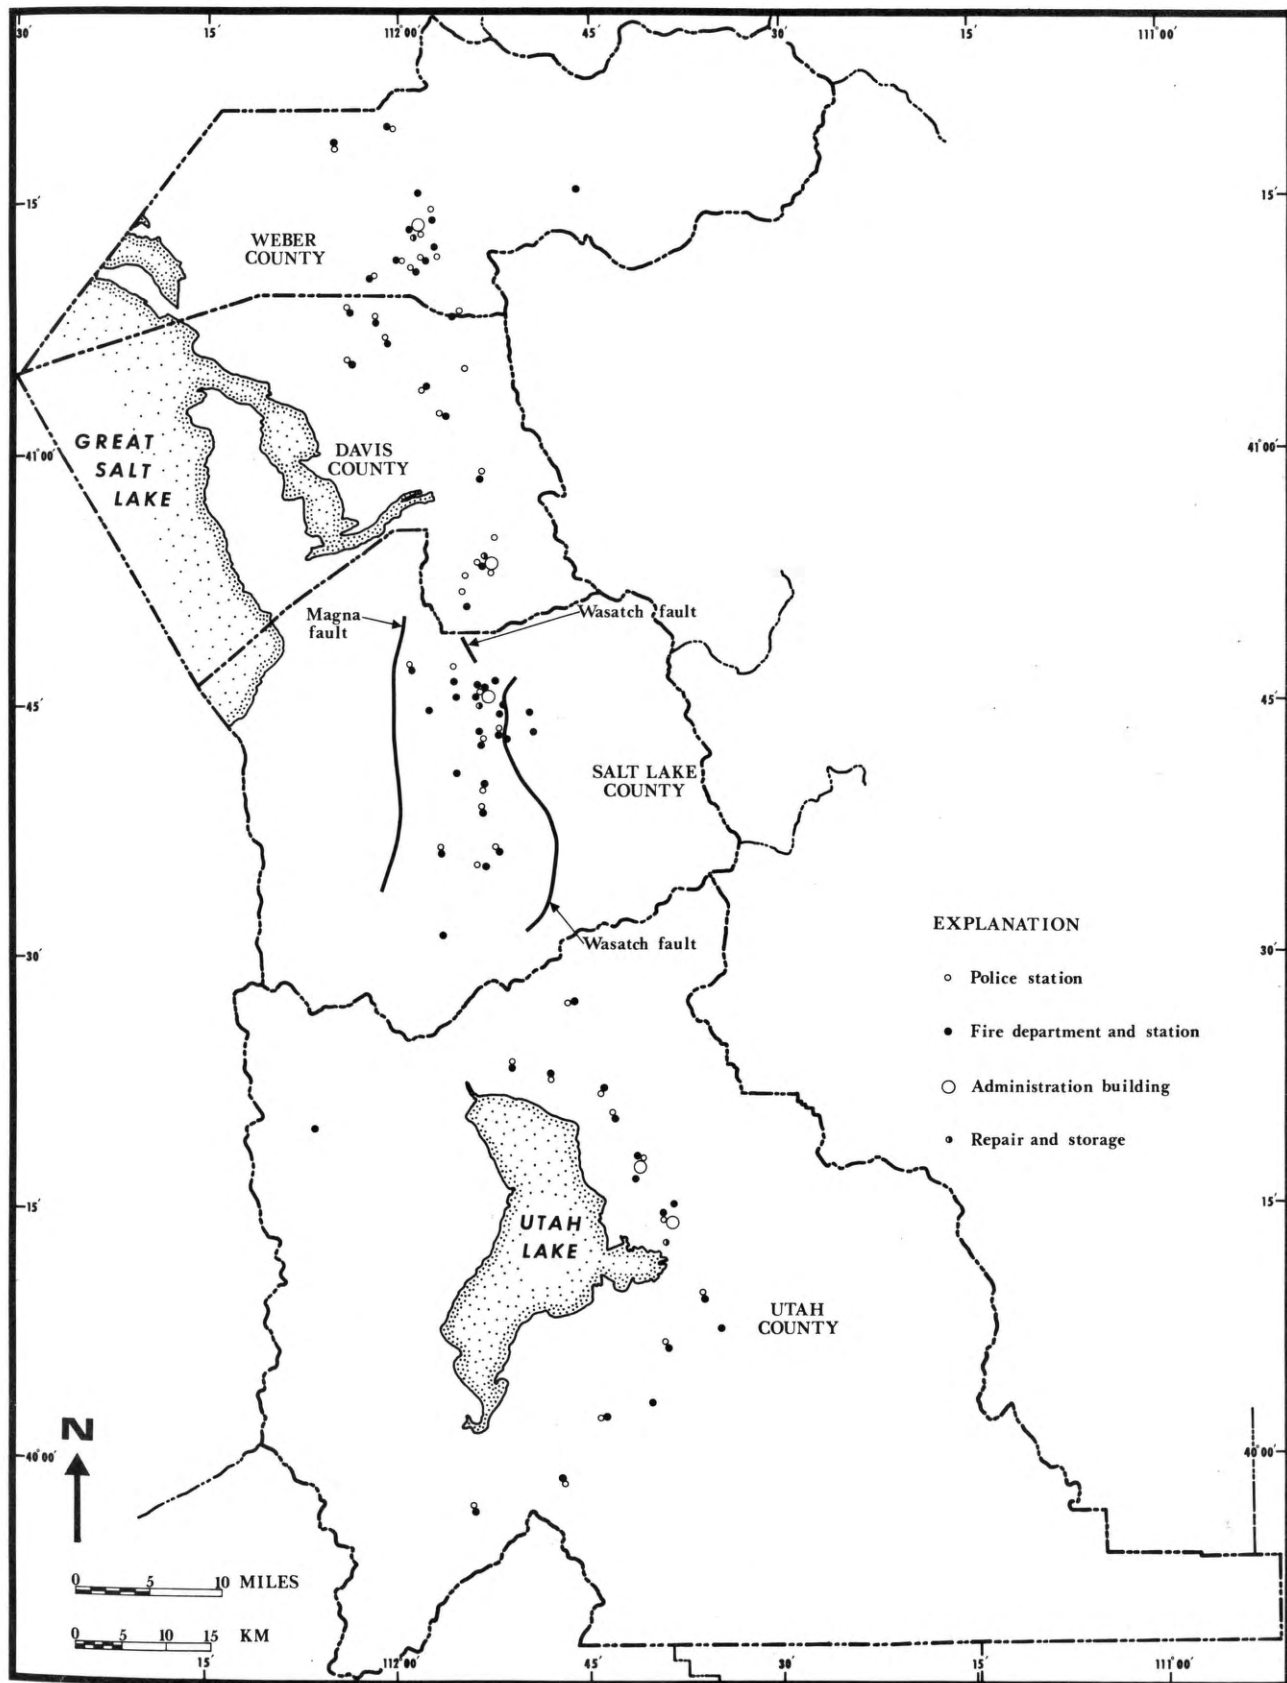 30′ 15′ 112°00′ 45′ 30′ 15′ 111°00′
15′ 15′
WEBER
COUNTY
GREAT
SALT
LAKE
DAVIS
COUNTY
41°00′ 41°00′
Magna
fault
Wasatch fault
45′ 45′
SALT LAKE
COUNTY
Wasatch fault
30′ 30′
EXPLANATION
Police station
Fire department and station
Administration building
Repair and storage
15′ 15′
UTAH
LAKE
UTAH
COUNTY
N
40°00′ 40°00′
0 5 10 MILES
0 5 10 15 KM
15′ 112°00′ 45′ 30′ 15′ 111°00′